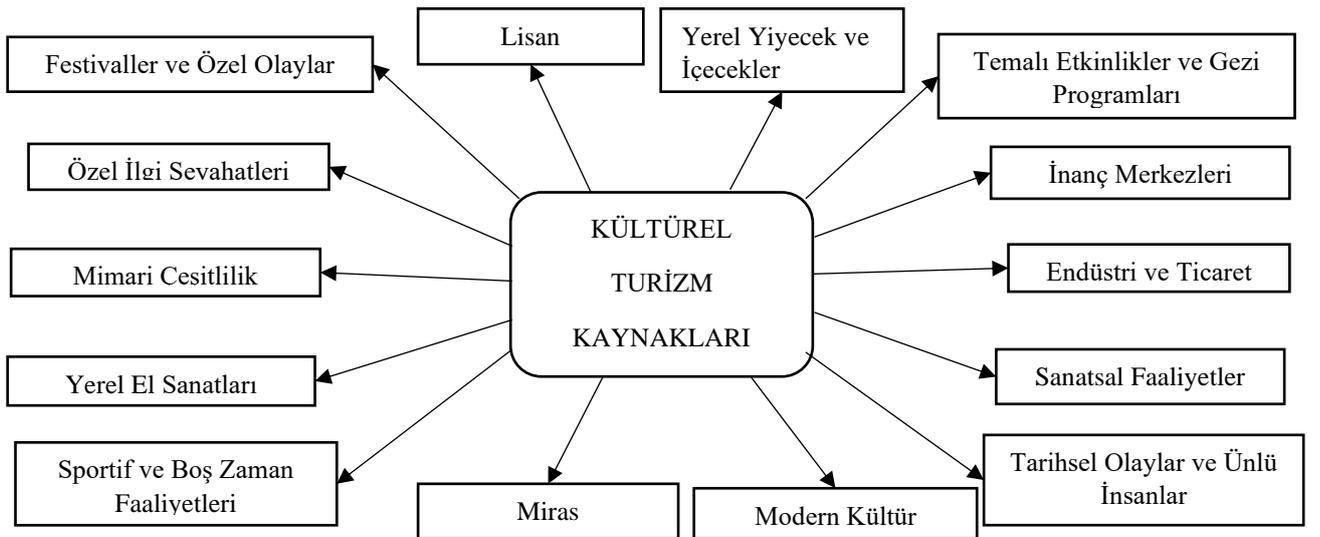 Lisan
Yerel Yiyecek ve
İçecekler
Festivaller ve Özel Olaylar
Temalı Etkinlikler ve Gezi
Programları
Özel İlgi Seyahatleri
İnanç Merkezleri
KÜLTÜREL
TURİZM
KAYNAKLARI
Mimari Çeşitlilik
Endüstri ve Ticaret
Yerel El Sanatları
Sanatsal Faaliyetler
Sportif ve Boş Zaman
Faaliyetleri
Tarihsel Olaylar ve Ünlü
İnsanlar
Miras
Modern Kültür